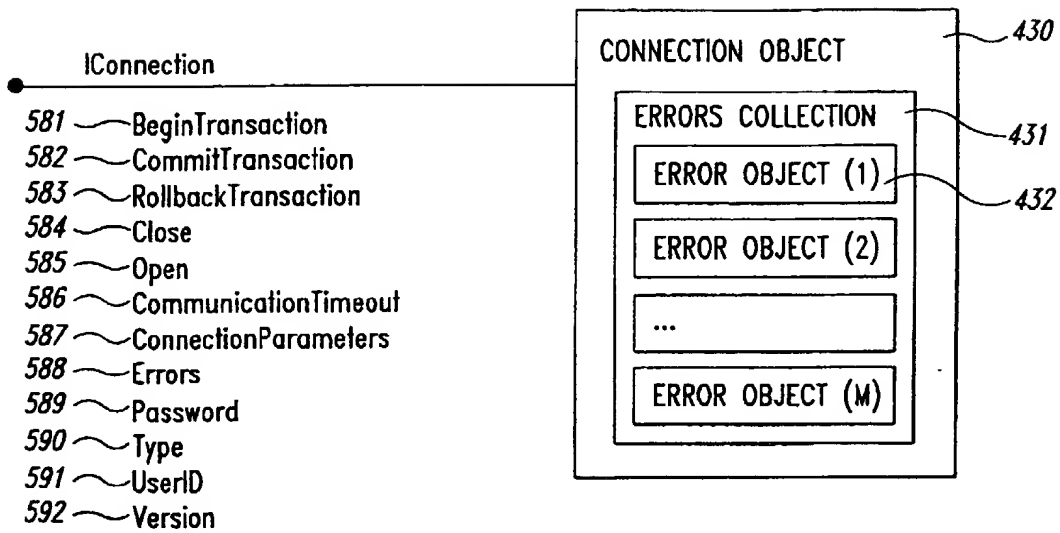 IConnection
581 BeginTransaction
582 CommitTransaction
583 RollbackTransaction
584 Close
585 Open
586 CommunicationTimeout
587 ConnectionParameters
588 Errors
589 Password
590 Type
591 UserID
592 Version
CONNECTION OBJECT
430
ERRORS COLLECTION
431
ERROR OBJECT (1)
432
ERROR OBJECT (2)
...
ERROR OBJECT (M)